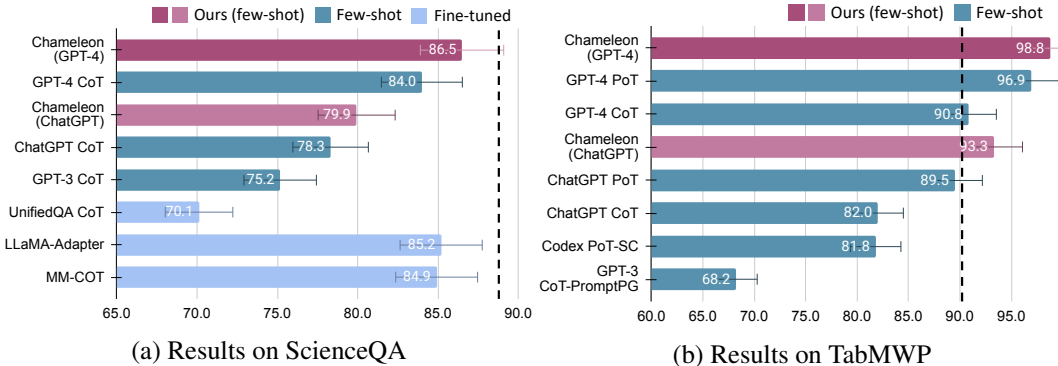 Ours (few-shot) Few-shot Fine-tuned
Chameleon
(GPT-4)
86.5
GPT-4 CoT
84.0
Chameleon
(ChatGPT)
79.9
ChatGPT CoT
78.3
GPT-3 CoT
75.2
UnifiedQA CoT
70.1
LLaMA-Adapter
85.2
MM-COT
84.9
65.0 70.0 75.0 80.0 85.0 90.0
(a) Results on ScienceQA
Ours (few-shot) Few-shot
Chameleon
(GPT-4)
98.8
GPT-4 PoT
96.9
GPT-4 CoT
90.8
Chameleon
(ChatGPT)
93.3
ChatGPT PoT
89.5
ChatGPT CoT
82.0
Codex PoT-SC
81.8
GPT-3
CoT-PromptPG
68.2
60.0 65.0 70.0 75.0 80.0 85.0 90.0 95.0
(b) Results on TabMWP